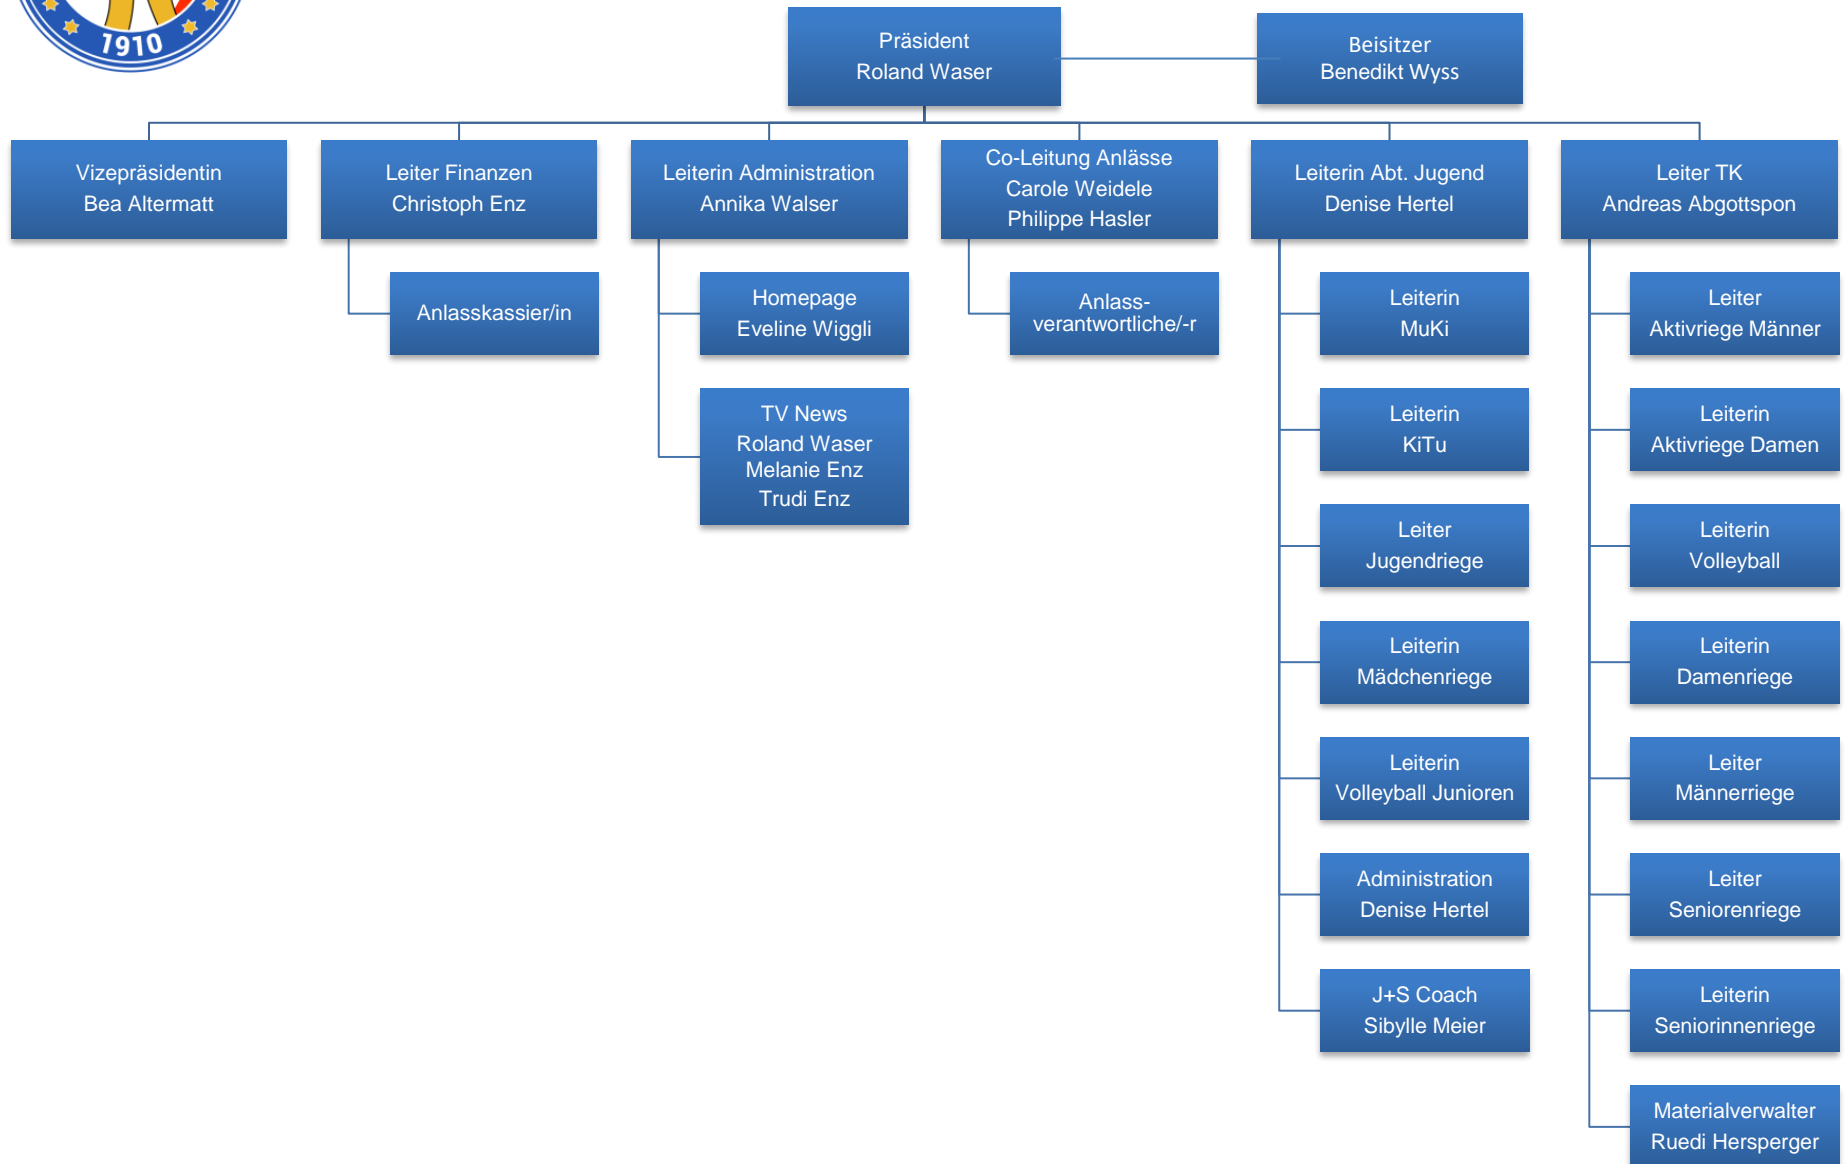 1910
Präsident
Roland Waser
Beisitzer
Benedikt Wyss
Vizepräsidentin
Bea Altermatt
Leiter Finanzen
Christoph Enz
Leiterin Administration
Annika Walser
Co-Leitung Anlässe
Carole Weidele
Philippe Hasler
Leiterin Abt. Jugend
Denise Hertel
Leiter TK
Andreas Abgottspon
Anlasskassier/in
Homepage
Eveline Wiggli
TV News
Roland Waser
Melanie Enz
Trudi Enz
Anlass-
verantwortliche/-r
Leiterin
MuKi
Leiterin
KiTu
Leiter
Jugendriege
Leiterin
Mädchenriege
Leiterin
Volleyball Junioren
Administration
Denise Hertel
J+S Coach
Sibylle Meier
Leiter
Aktivriege Männer
Leiterin
Aktivriege Damen
Leiterin
Volleyball
Leiterin
Damenriege
Leiter
Männerriege
Leiter
Seniorenriege
Leiterin
Seniorinnenriege
Materialverwalter
Ruedi Hersperger